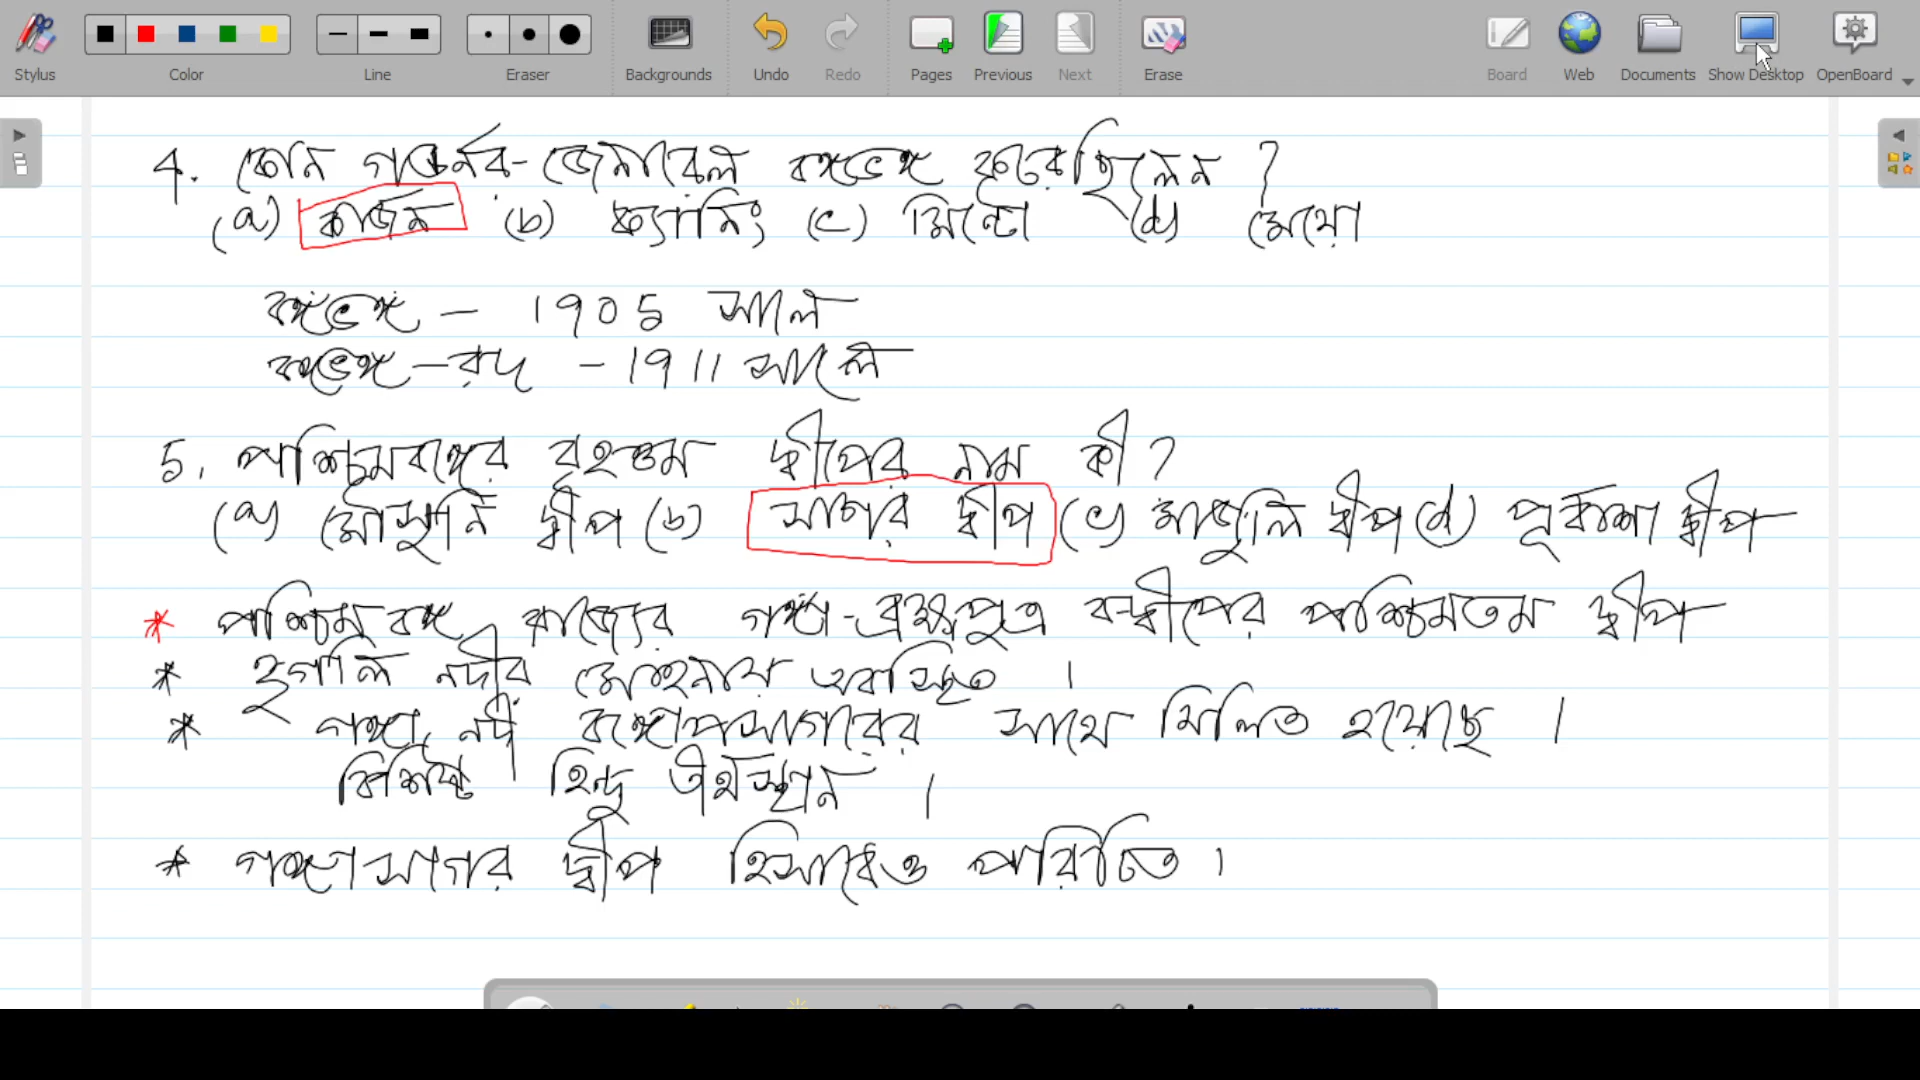 Stylus Color Line Eraser Backgrounds Undo Redo Pages Previous Next Erase Board Web Documents Show Desktop OpenBoard
4. কোন গভর্নর-জেনারেল বঙ্গভঙ্গ করেছিলেন ?
(a) কার্জন (b) ক্যানিং (c) মিন্টো (d) মেয়ো
বঙ্গভঙ্গ – 1905 সালে
বঙ্গভঙ্গ – রদ – 1911 সালে
5. পশ্চিমবঙ্গের বৃহত্তম দ্বীপের নাম কী ?
(a) মৌসুনি দ্বীপ (b) সাগর দ্বীপ (c) মাজুলি দ্বীপ (d) পূর্বাশা দ্বীপ
* পশ্চিমবঙ্গ রাজ্যের গঙ্গা-ব্রহ্মপুত্র বদ্বীপের পশ্চিমতম দ্বীপ
* হুগলি নদীর মোহনায় অবস্থিত ।
* গঙ্গা নদী বঙ্গোপসাগরের সাথে মিলিত হয়েছে ।
বিশিষ্ট হিন্দু তীর্থস্থান ।
* গঙ্গাসাগর দ্বীপ হিসাবেও পরিচিত ।